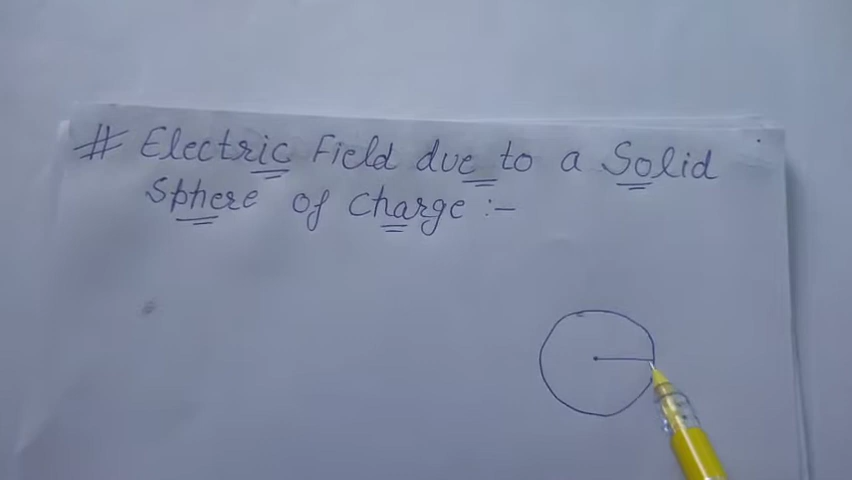 # Electric Field due to a Solid
Sphere of Charge :-